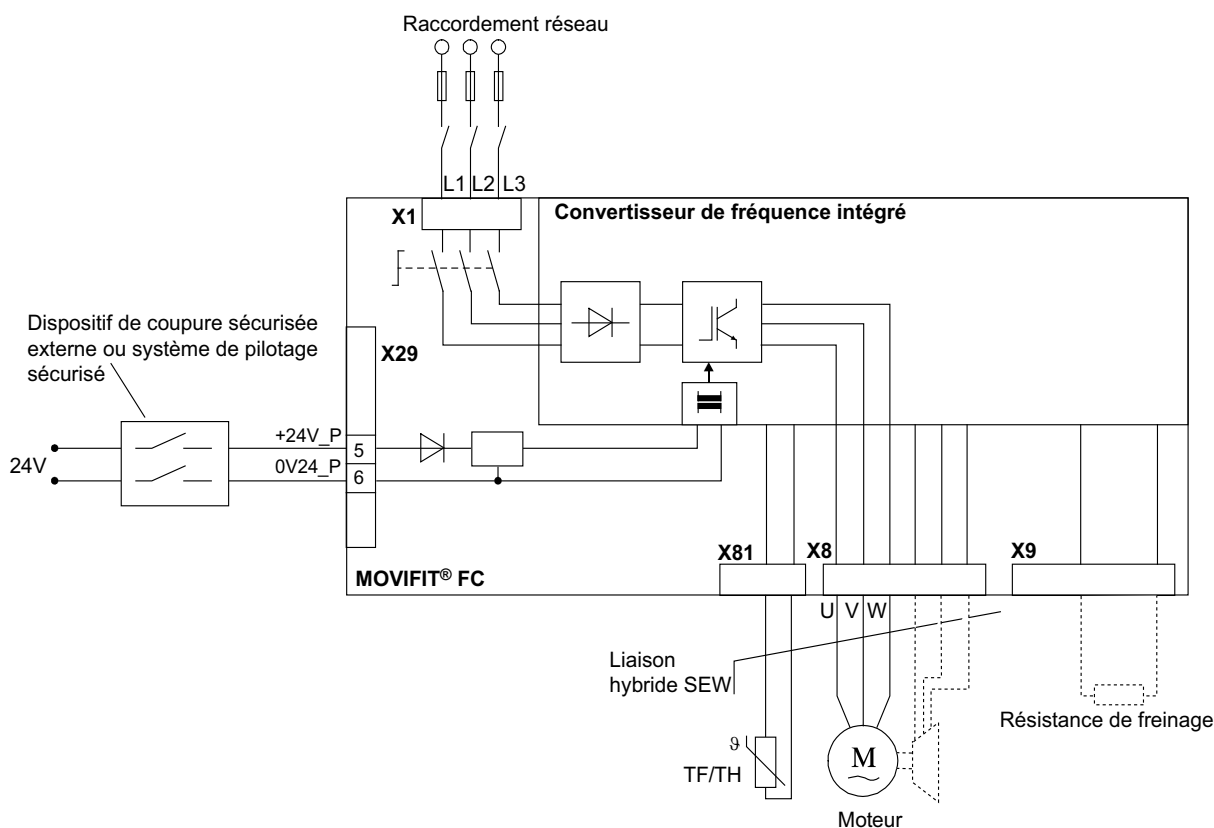 Raccordement réseau
L1 L2 L3
X1
Convertisseur de fréquence intégré
Dispositif de coupure sécurisée
externe ou système de pilotage
sécurisé
X29
+24V_P
5
24V
0V24_P
6
X81
X8
X9
MOVIFIT® FC
U V W
Liaison
hybride SEW
Résistance de freinage
ϑ
TF/TH
M
Moteur